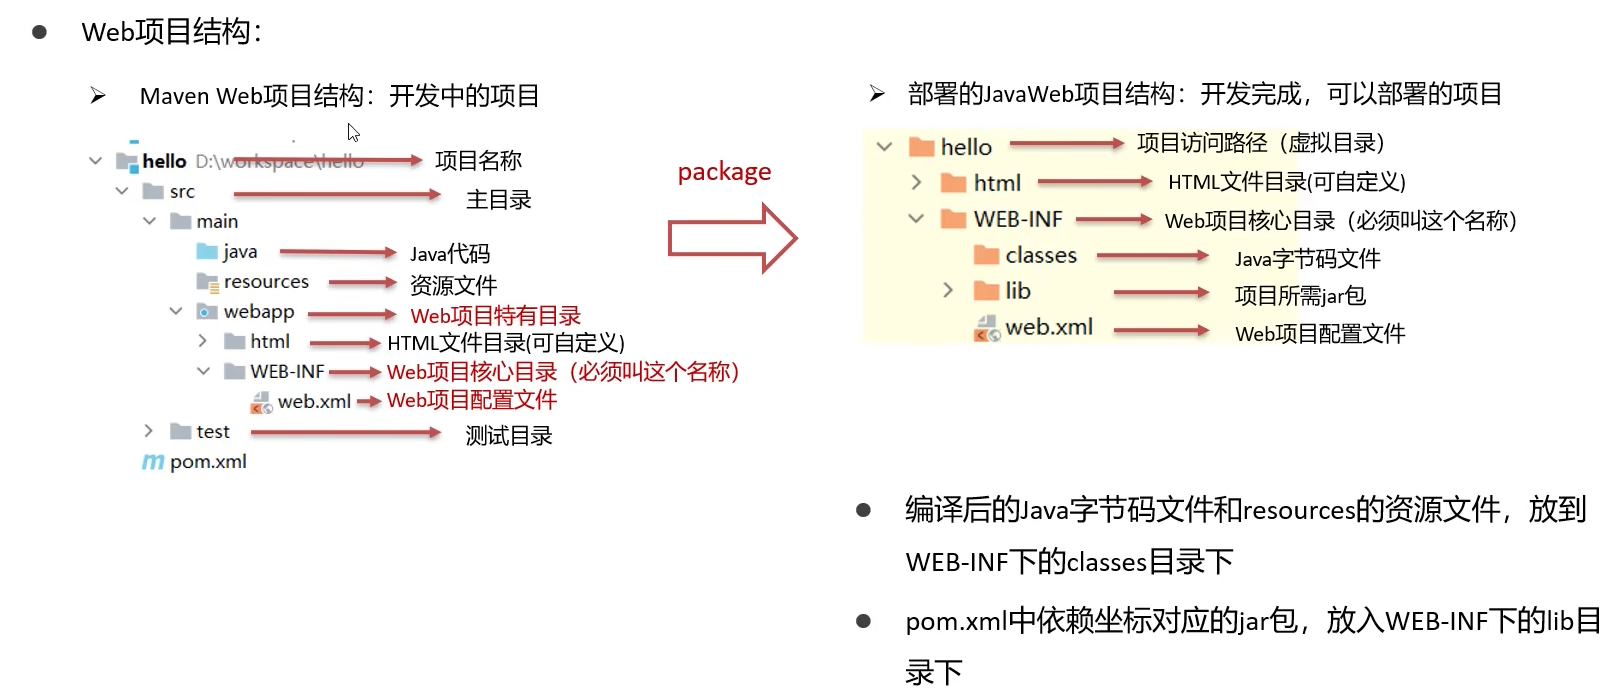 Web项目结构：
Maven Web项目结构：开发中的项目
hello D:\workspace\hello 项目名称
src 主目录
main
java Java代码
resources 资源文件
webapp Web项目特有目录
html HTML文件目录(可自定义)
WEB-INF Web项目核心目录（必须叫这个名称）
web.xml Web项目配置文件
test 测试目录
pom.xml
package
部署的JavaWeb项目结构：开发完成，可以部署的项目
hello 项目访问路径（虚拟目录）
html HTML文件目录(可自定义)
WEB-INF Web项目核心目录（必须叫这个名称）
classes Java字节码文件
lib 项目所需jar包
web.xml Web项目配置文件
编译后的Java字节码文件和resources的资源文件，放到
WEB-INF下的classes目录下
pom.xml中依赖坐标对应的jar包，放入WEB-INF下的lib目
录下